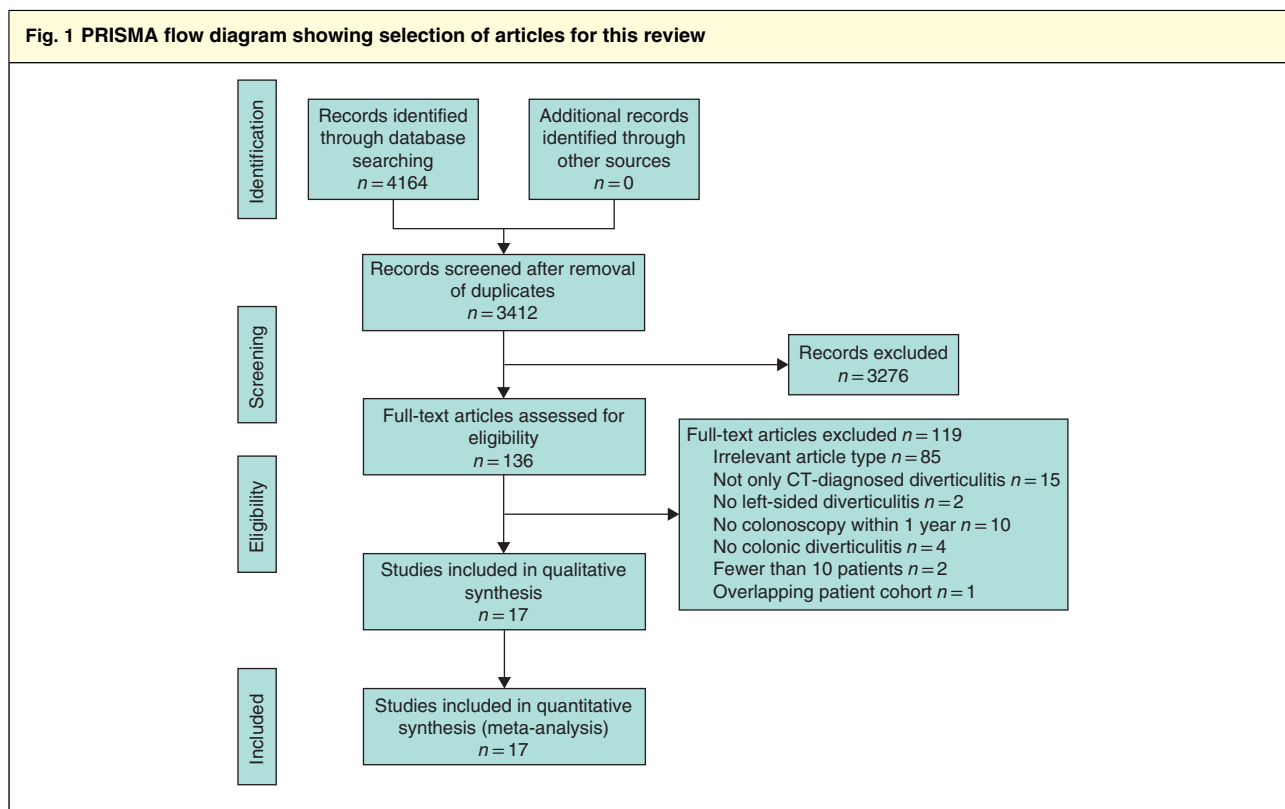 Fig. 1 PRISMA flow diagram showing selection of articles for this review
Identification
Records identified
through database
searching
n = 4164
Additional records
identified through
other sources
n = 0
Records screened after removal
of duplicates
n = 3412
Screening
Records excluded
n = 3276
Full-text articles assessed for
eligibility
n = 136
Eligibility
Full-text articles excluded n = 119
Irrelevant article type n = 85
Not only CT-diagnosed diverticulitis n = 15
No left-sided diverticulitis n = 2
No colonoscopy within 1 year n = 10
No colonic diverticulitis n = 4
Fewer than 10 patients n = 2
Overlapping patient cohort n = 1
Studies included in qualitative
synthesis
n = 17
Included
Studies included in quantitative
synthesis (meta-analysis)
n = 17